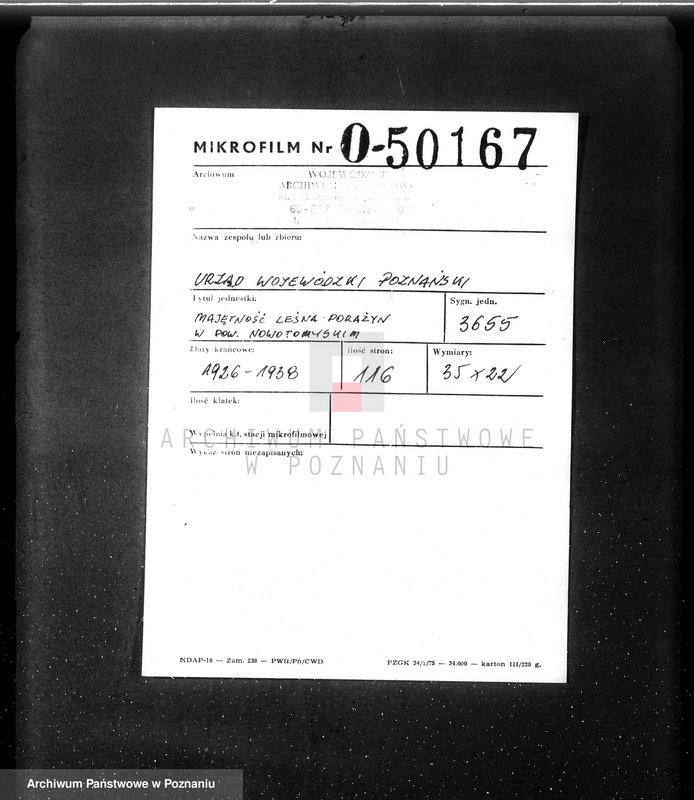 MIKROFILM Nr O-50167
Archiwum
WOJEWÓDZKIE
Nazwa zespołu lub zbioru:
URZĄD WOJEWÓDZKI POZNAŃSKI
Tytuł jednostki:
Sygn. jedn.
MAJĘTNOŚĆ LEŚNA PORAŻYN
3655
W POW. NOWOTOMYSKIM
Daty krańcowe:
Ilość stron:
Wymiary:
1926-1938
116
35 x 22
Ilość klatek:
Wypełnia kt. stacji mikrofilmowej
ARCHIWUM PAŃSTWOWE
Wykaz stron niezapisanych:
W POZNANIU
NDAP-10 — Zam. 238 — PWH/Pń/CWD
PZGK 34/1/75 — 34.000 — karton III/220 g.
Archiwum Państwowe w Poznaniu